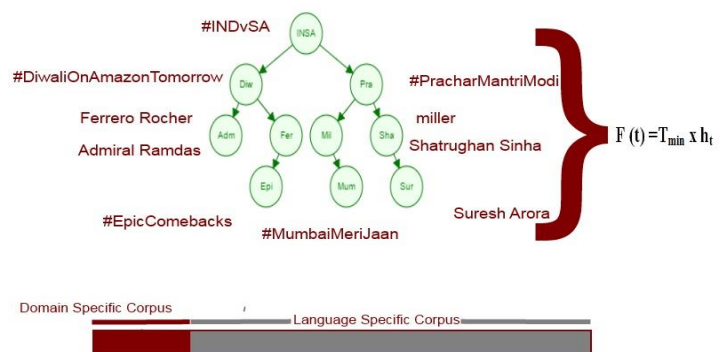 #INDvSA
INSA
#DiwaliOnAmazonTomorrow
Diw
Pra
#PracharMantriModi
Ferrero Rocher
Adm
Fer
Mil
Sha
miller
Admiral Ramdas
Shatrughan Sinha
F (t) =Tmin x ht
Epi
Mum
Sur
#EpicComebacks
#MumbaiMeriJaan
Suresh Arora
Domain Specific Corpus
Language Specific Corpus